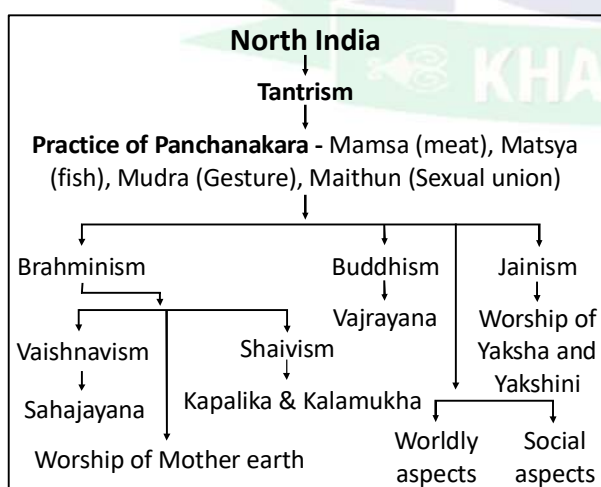 KHA
North India
Tantrism
Practice of Panchanakara - Mamsa (meat), Matsya
(fish), Mudra (Gesture), Maithun (Sexual union)
Brahminism
Buddhism
Jainism
Vajrayana
Worship of
Yaksha and
Yakshini
Vaishnavism
Shaivism
Sahajayana
Kapalika & Kalamukha
Worship of Mother earth
Worldly
aspects
Social
aspects